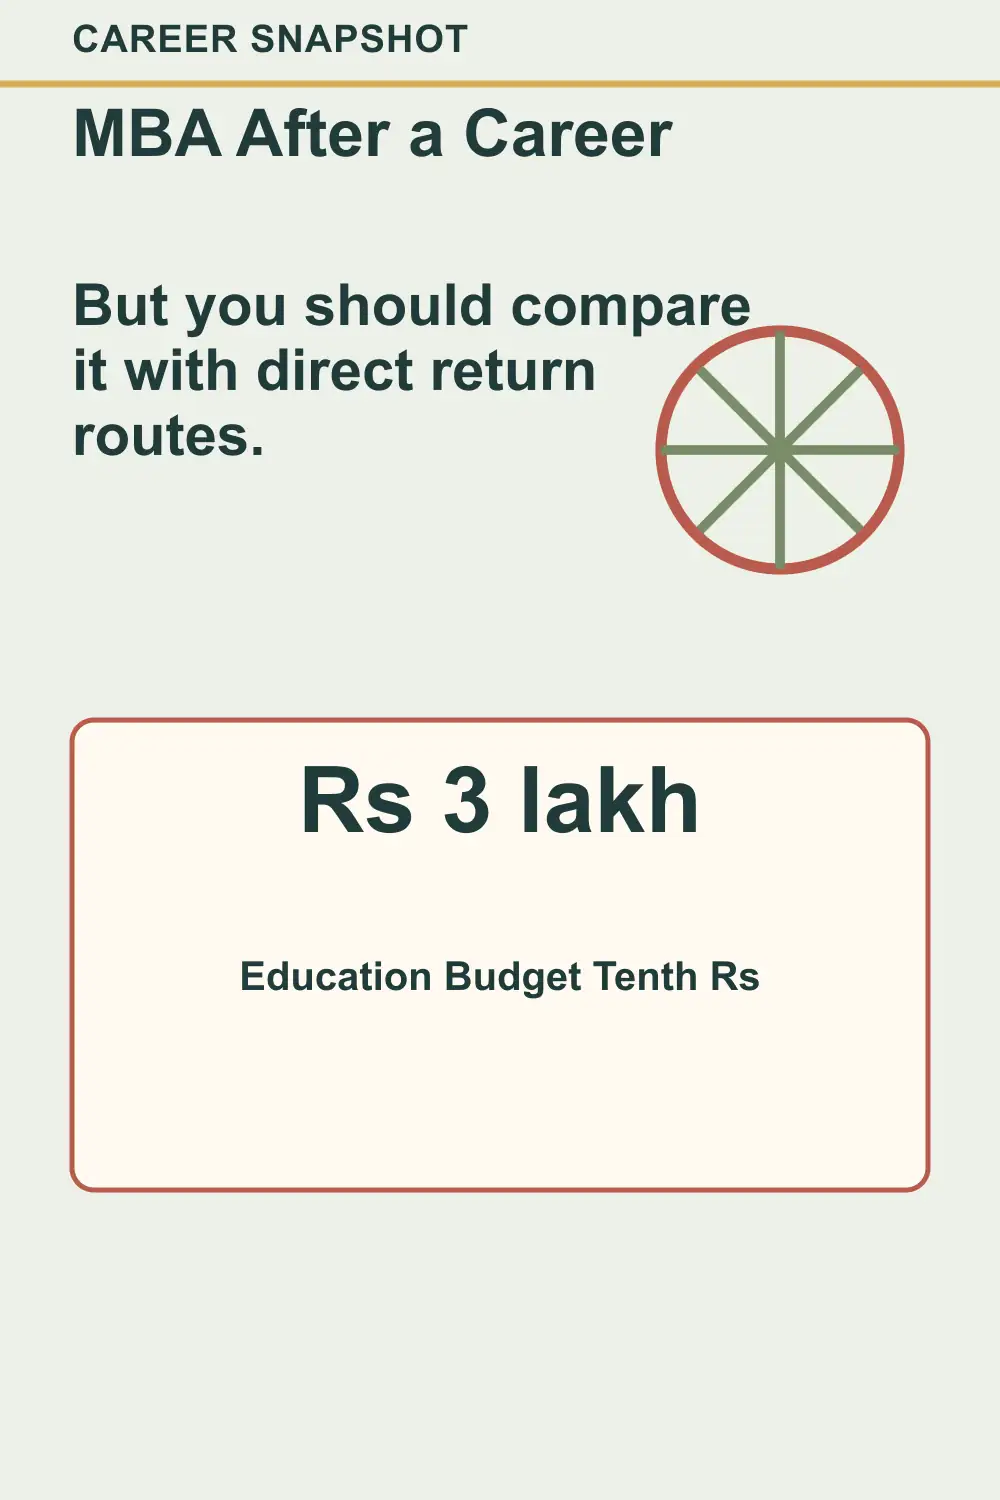 CAREER SNAPSHOT
MBA After a Career
But you should compare
it with direct return
routes.
Rs 3 lakh
Education Budget Tenth Rs